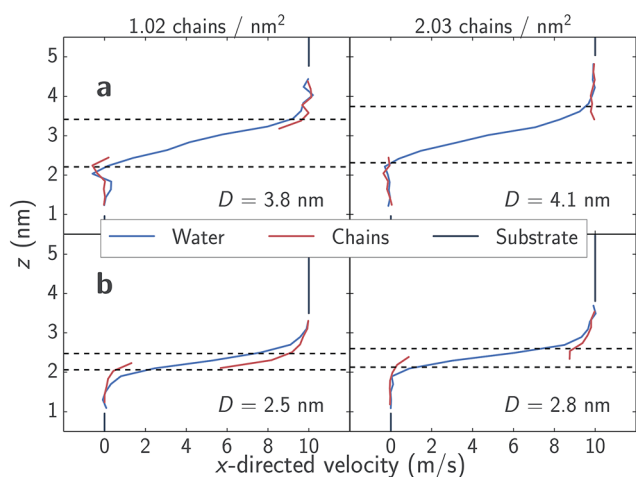 1.02 chains / nm²
2.03 chains / nm²
5
4
3
2
1
a
D = 3.8 nm
D = 4.1 nm
z (nm)
Water
Chains
Substrate
5
4
3
2
1
b
D = 2.5 nm
D = 2.8 nm
0 2 4 6 8 10
0 2 4 6 8 10
x-directed velocity (m/s)